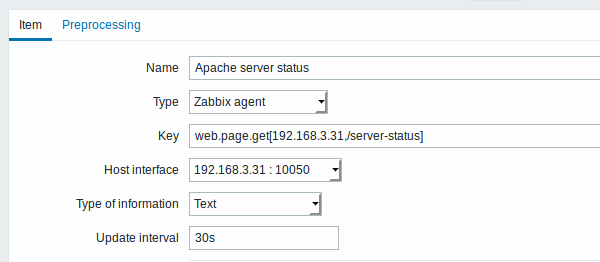 Item Preprocessing
Name Apache server status
Type Zabbix agent
Key web.page.get[192.168.3.31,/server-status]
Host interface 192.168.3.31 : 10050
Type of information Text
Update interval 30s